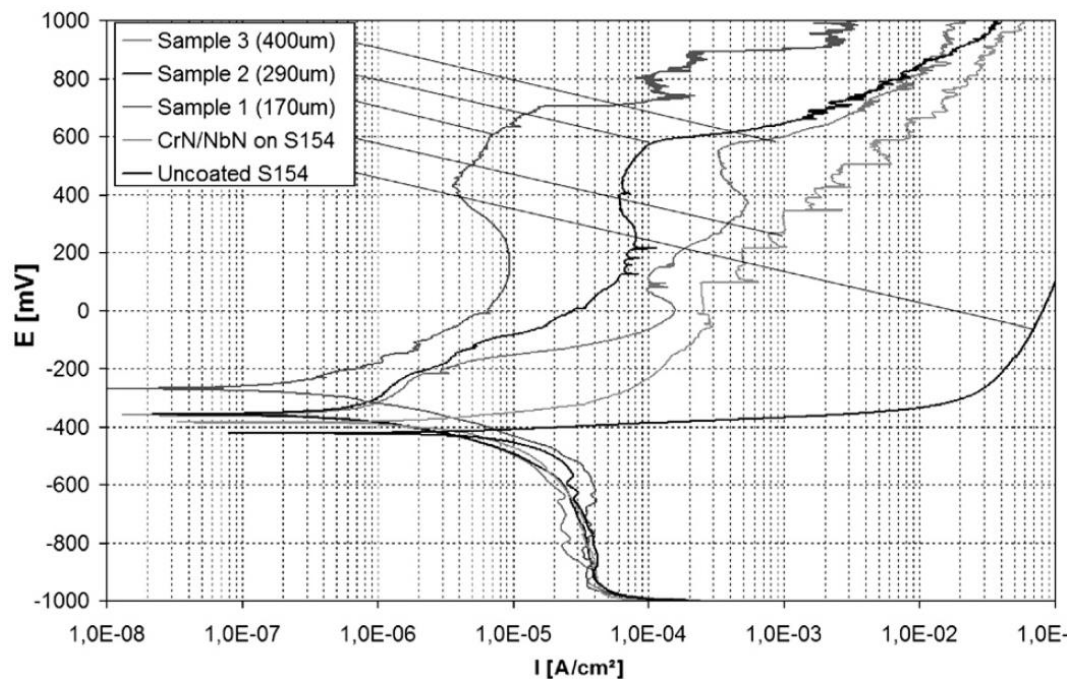 1000
800
600
400
200
0
-200
-400
-600
-800
-1000
E [mV]
Sample 3 (400um)
Sample 2 (290um)
Sample 1 (170um)
CrN/NbN on S154
Uncoated S154
1,0E-08 1,0E-07 1,0E-06 1,0E-05 1,0E-04 1,0E-03 1,0E-02 1,0E-
I [A/cm²]